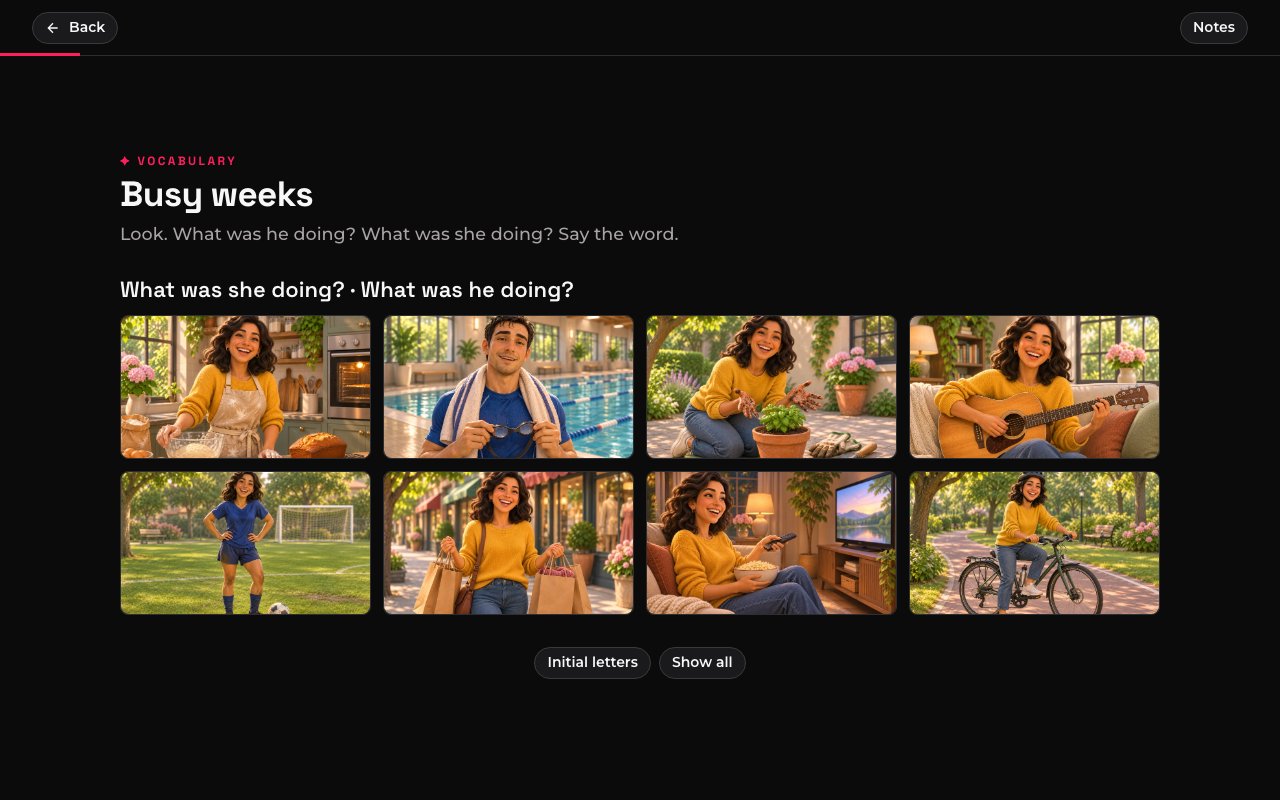 Back
Notes
VOCABULARY
Busy weeks
Look. What was he doing? What was she doing? Say the word.
What was she doing? · What was he doing?
Initial letters
Show all